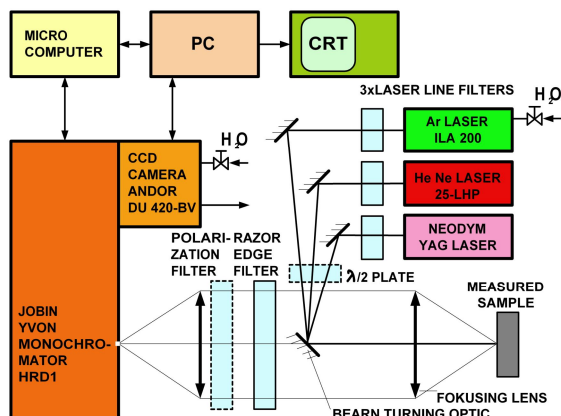 MICRO
COMPUTER
PC
CRT
3xLASER LINE FILTERS
H2O
Ar LASER
ILA 200
H2O
CCD
CAMERA
ANDOR
DU 420-BV
He Ne LASER
25-LHP
NEODYM
YAG LASER
POLARI-
ZATION
FILTER
RAZOR
EDGE
FILTER
λ/2 PLATE
MEASURED
SAMPLE
JOBIN
YVON
MONOCHRO-
MATOR
HRD1
FOKUSING LENS
BEARN TURNING OPTIC